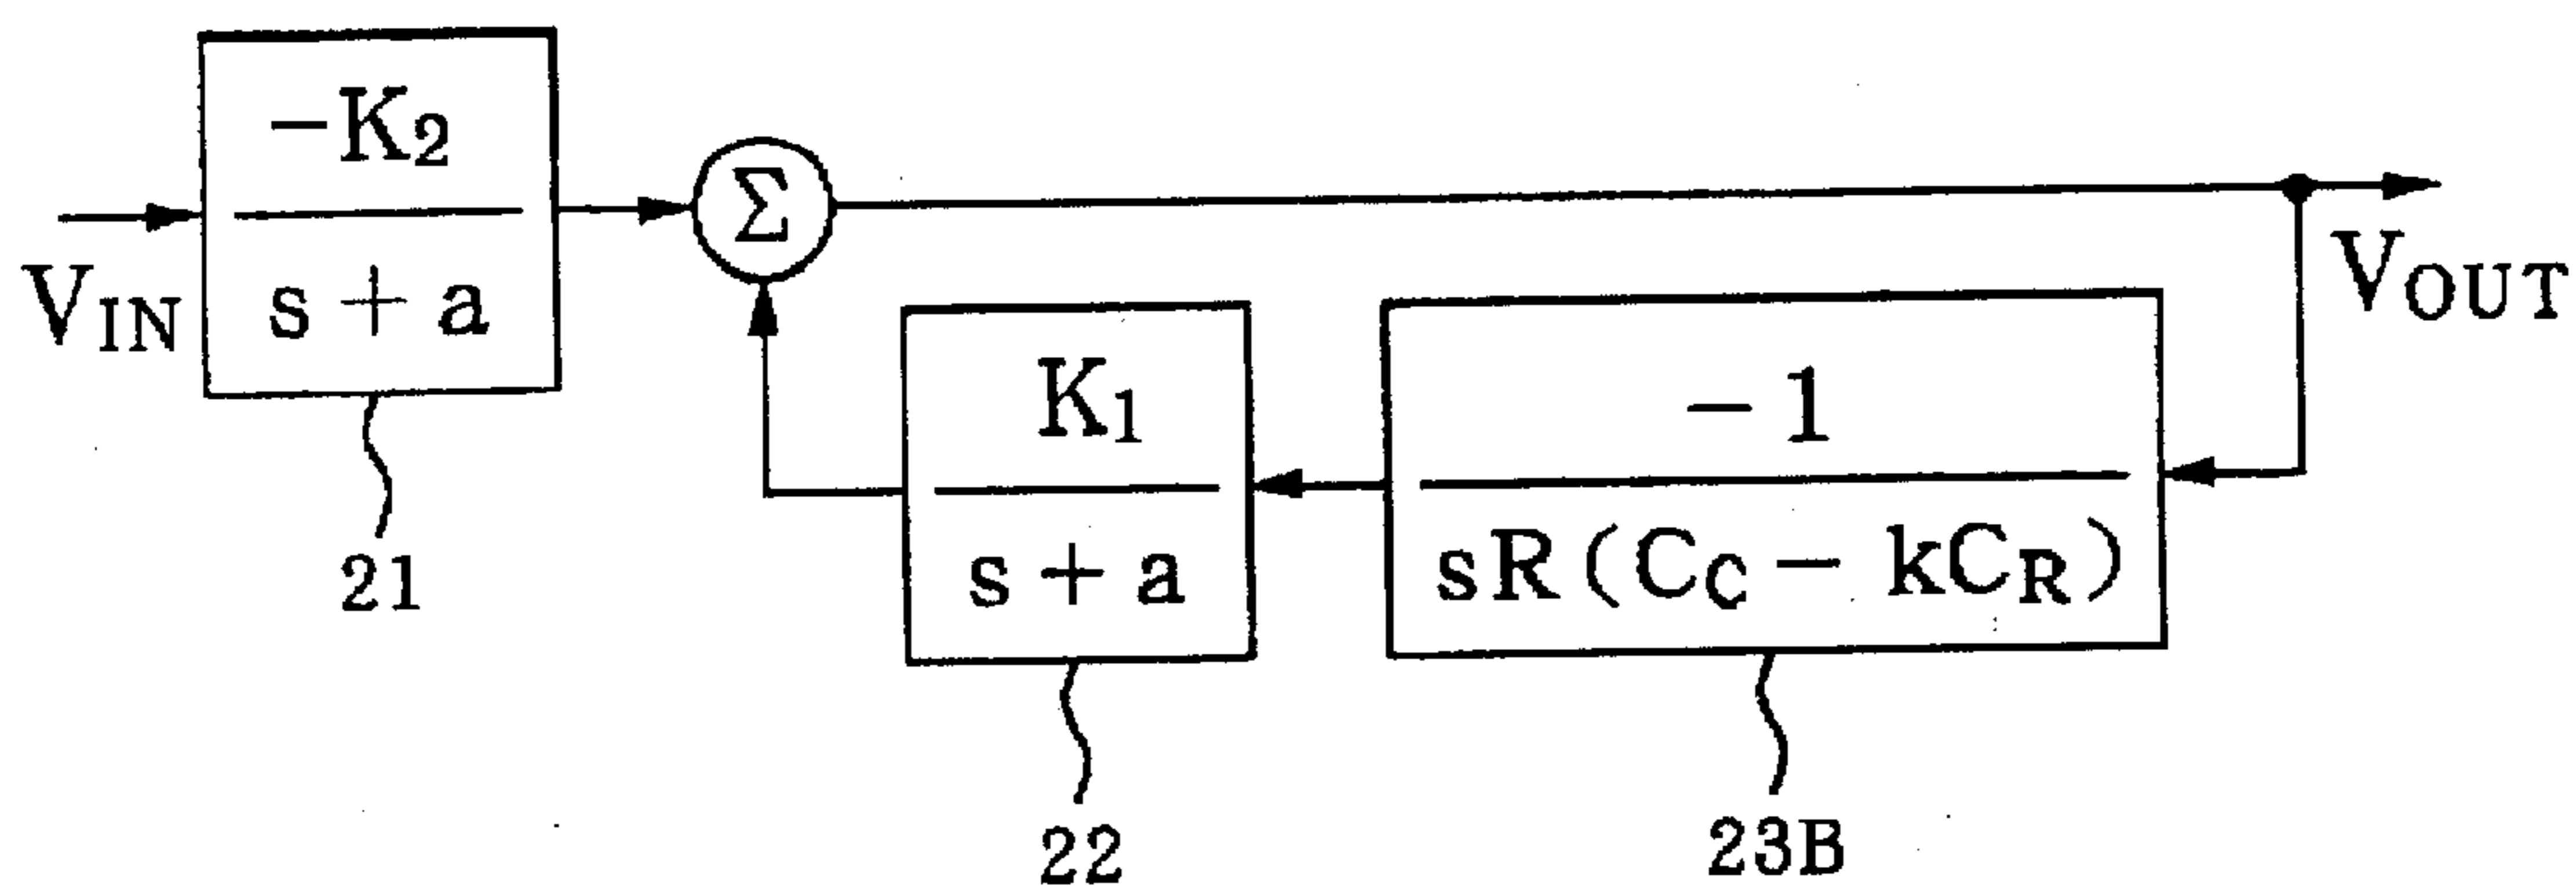 -K2
s + a
Σ
VIN
VOUT
K1
s + a
-1
sR(CC - kCR)
21
22
23B